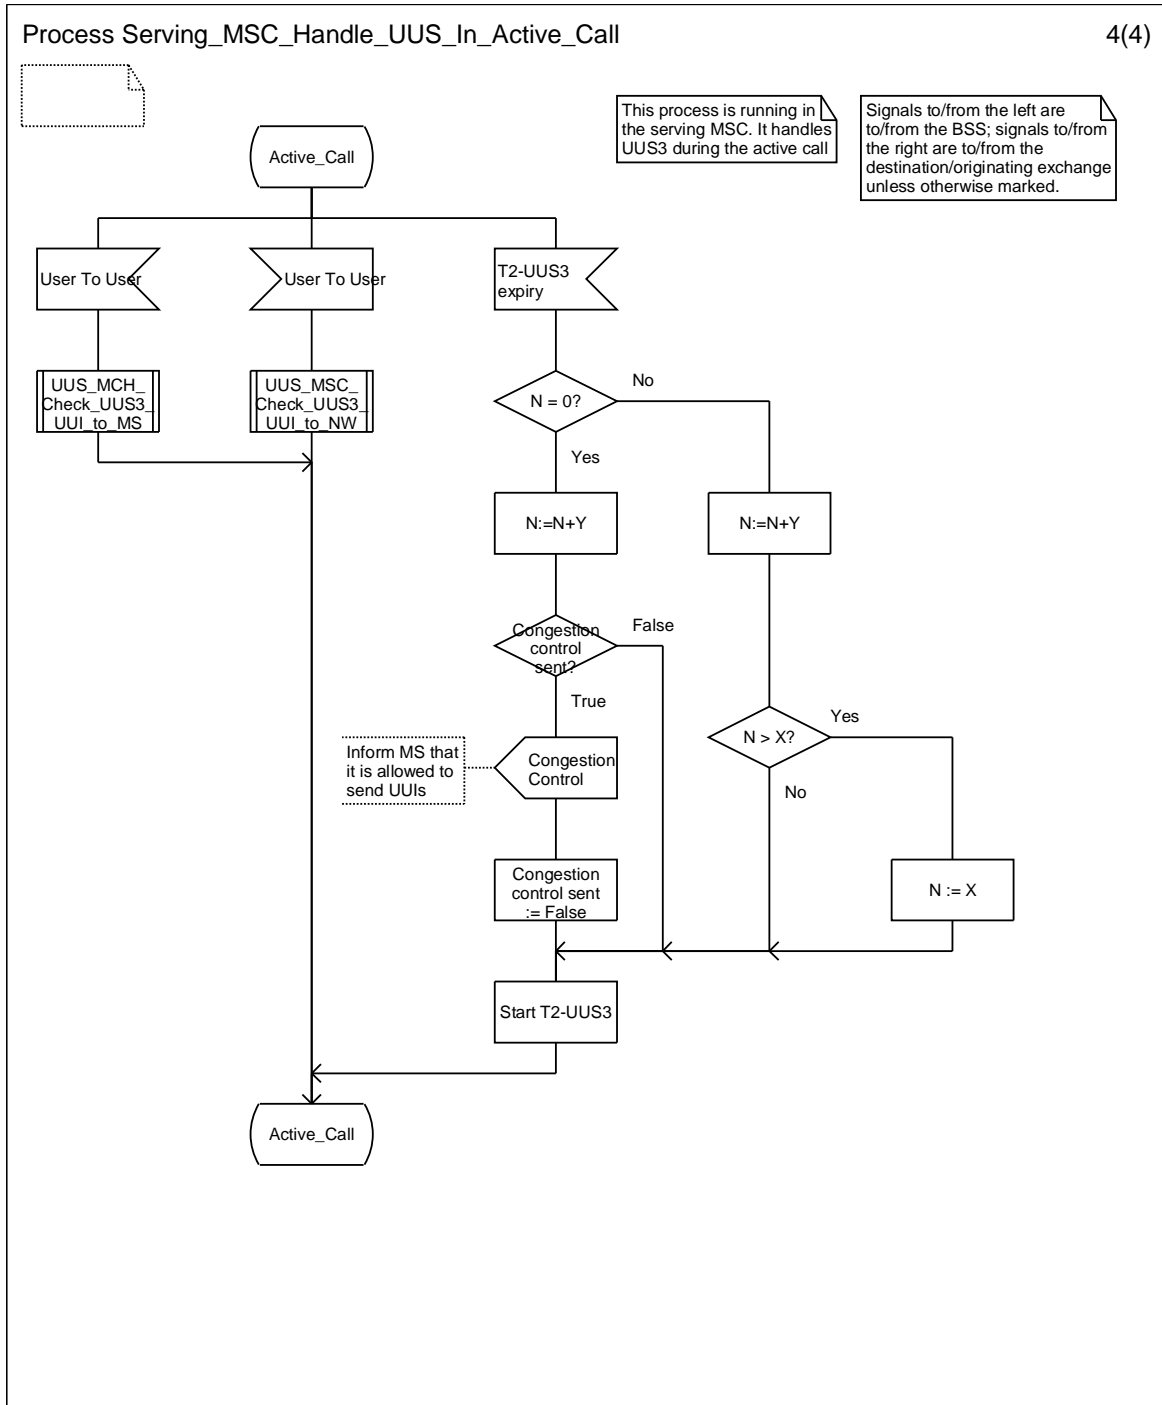 Process Serving_MSC_Handle_UUS_In_Active_Call
4(4)
This process is running in
the serving MSC. It handles
UUS3 during the active call
Signals to/from the left are
to/from the BSS; signals to/from
the right are to/from the
destination/originating exchange
unless otherwise marked.
Active_Call
User To User
User To User
T2-UUS3
expiry
UUS_MCH_
Check_UUS3_
UUI_to_MS
UUS_MSC_
Check_UUS3_
UUI_to_NW
N = 0?
No
Yes
N:=N+Y
N:=N+Y
Congestion
control
sent?
False
True
N > X?
Yes
No
Inform MS that
it is allowed to
send UUIs
Congestion
Control
Congestion
control sent
:= False
N := X
Start T2-UUS3
Active_Call